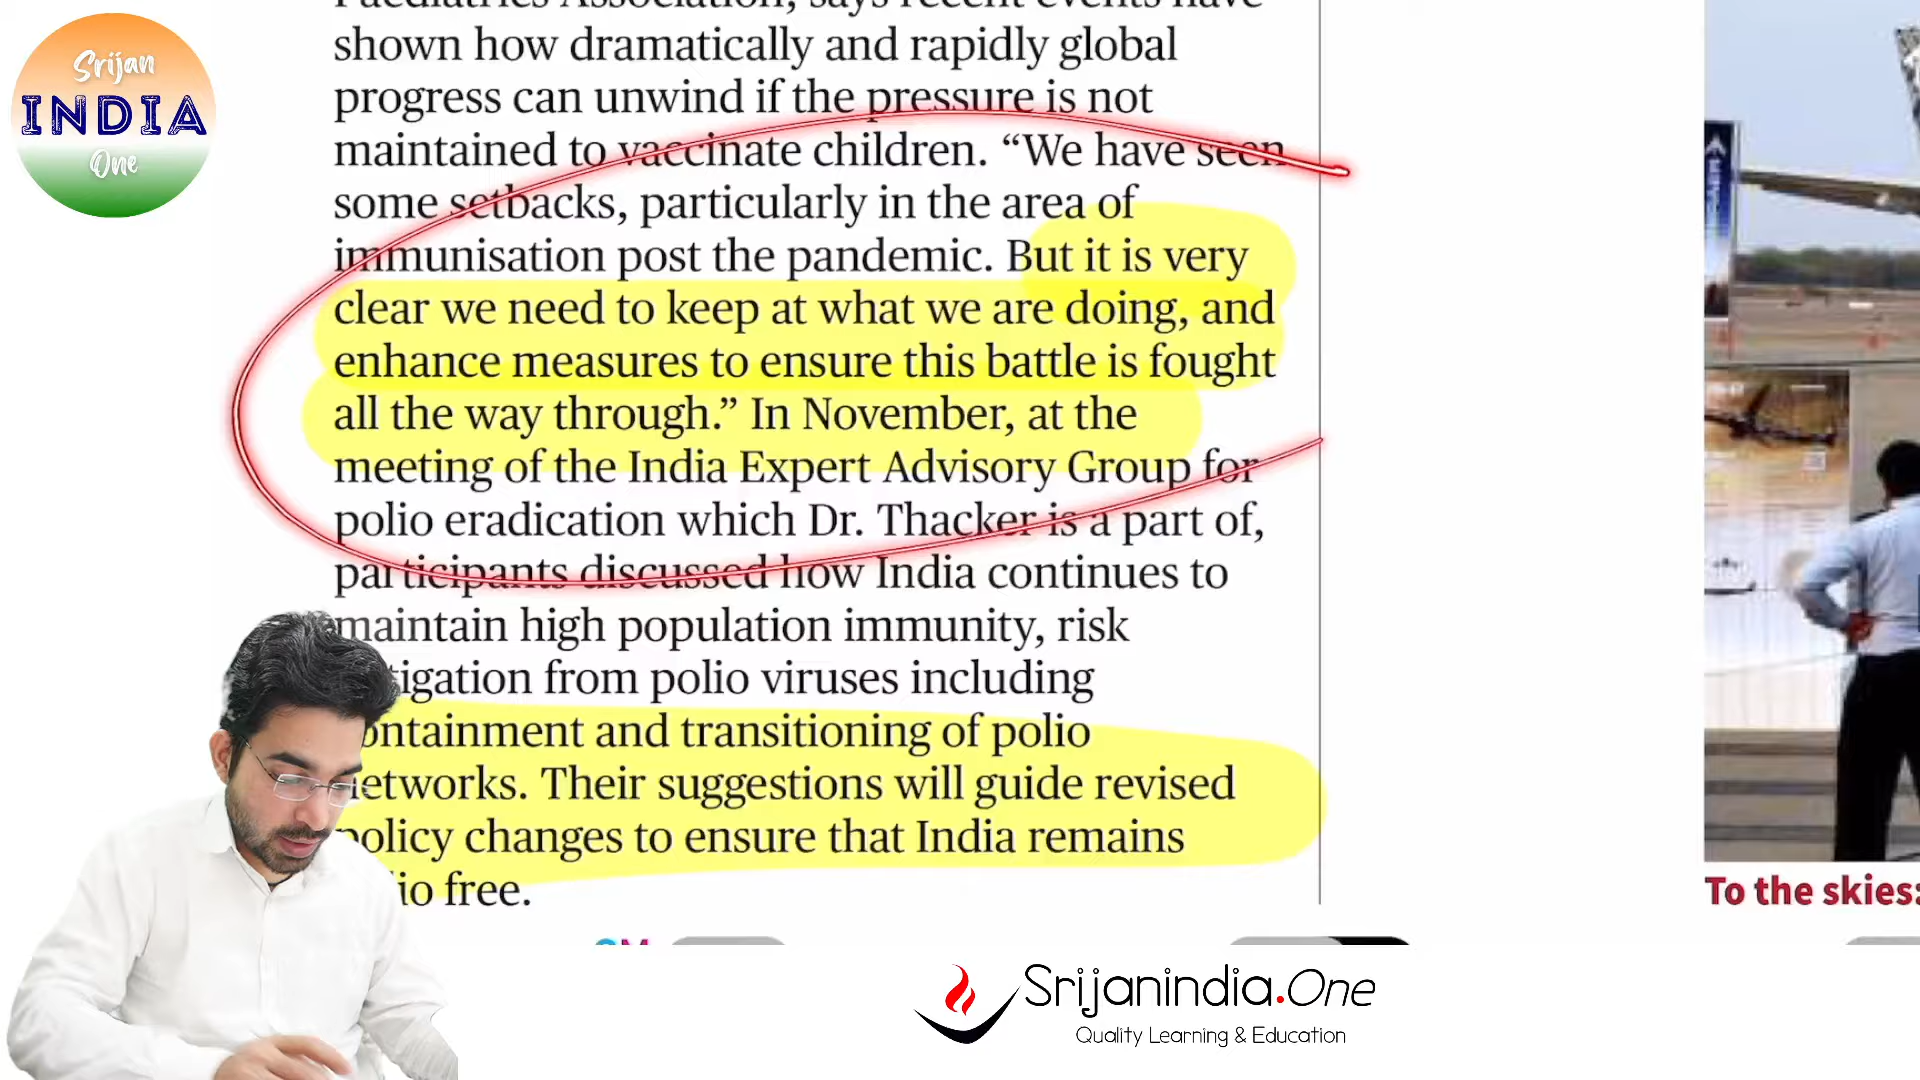 Srijan
INDIA
One
shown how dramatically and rapidly global
progress can unwind if the pressure is not
maintained to vaccinate children. “We have seen
some setbacks, particularly in the area of
immunisation post the pandemic. But it is very
clear we need to keep at what we are doing, and
enhance measures to ensure this battle is fought
all the way through.” In November, at the
meeting of the India Expert Advisory Group for
polio eradication which Dr. Thacker is a part of,
participants discussed how India continues to
maintain high population immunity, risk
igation from polio viruses including
ontainment and transitioning of polio
etworks. Their suggestions will guide revised
policy changes to ensure that India remains
io free.
To the skies:
Srijanindia.One
Quality Learning & Education